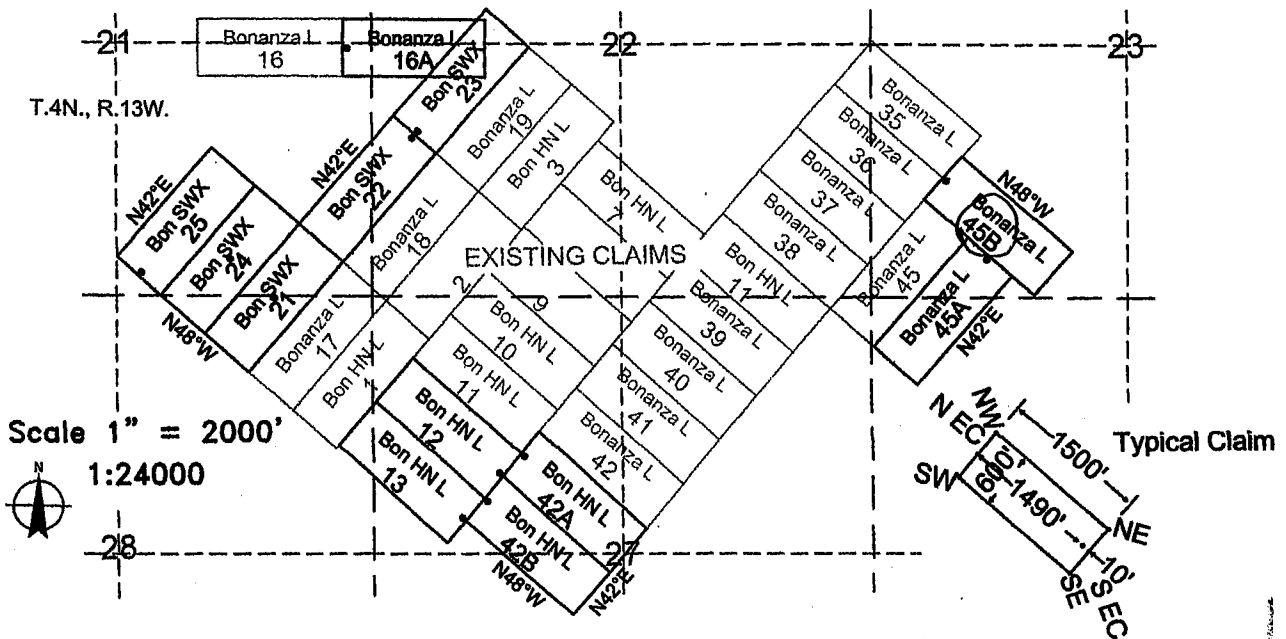 21
22
23
Bonanza L
16
Bonanza L
16A
T.4N., R.13W.
Bon SWX
23
N42°E
Bon SWX
22
Bonanza L
19
Bon HN L
3
Bonanza L
18
N42°E
Bon SWX
25
Bon SWX
24
Bon SWX
21
N48°W
Bonanza L
17
Bon HN L
1
EXISTING CLAIMS
2
9
Bon HN L
7
Bon HN L
10
Bon HN L
11
Bon HN L
12
Bon HN L
13
Bonanza L
35
Bonanza L
36
Bonanza L
37
Bonanza L
38
Bon HN L
11
Bonanza L
39
Bonanza L
40
Bonanza L
41
Bonanza L
42
Bon HN L
42A
Bon HN L
42B
N48°W
N42°E
Bonanza L
45
N48°W
Bonanza L
45B
Bonanza L
45A
N42°E
Scale 1" = 2000'
1:24000
N
28
27
Typical Claim
NW
N EC
SW
600'
1500'
1490'
NE
10'
SE
S EC